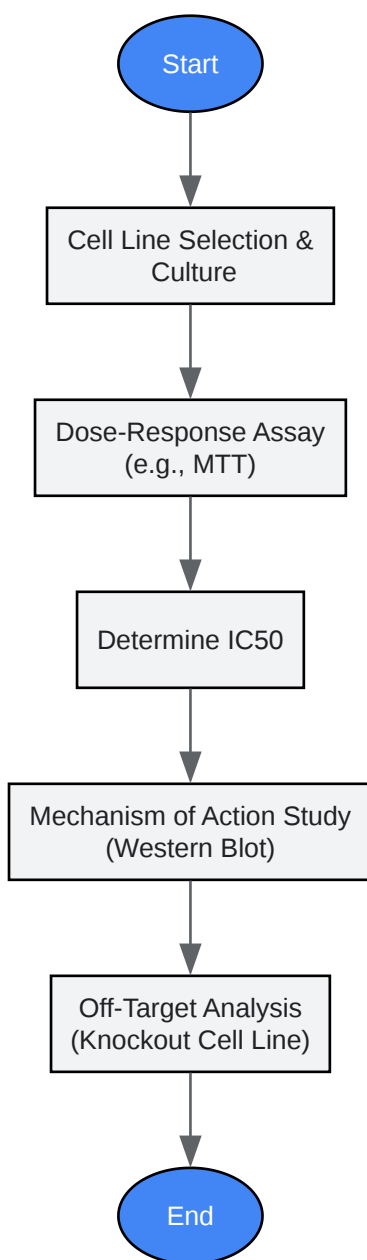 Start
Cell Line Selection &
Culture
Dose-Response Assay
(e.g., MTT)
Determine IC50
Mechanism of Action Study
(Western Blot)
Off-Target Analysis
(Knockout Cell Line)
End